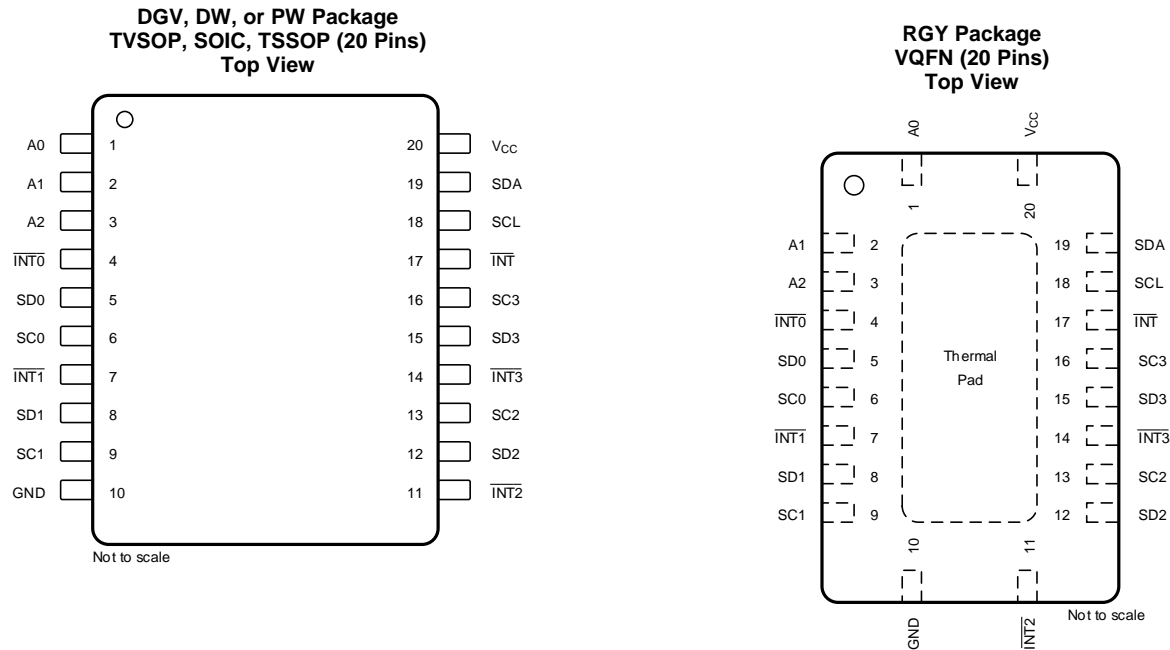 DGV, DW, or PW Package
TVSOP, SOIC, TSSOP (20 Pins)
Top View
A0 1 20 VCC
A1 2 19 SDA
A2 3 18 SCL
INT0 4 17 INT
SD0 5 16 SC3
SC0 6 15 SD3
INT1 7 14 INT3
SD1 8 13 SC2
SC1 9 12 SD2
GND 10 11 INT2
Not to scale
RGY Package
VQFN (20 Pins)
Top View
A0 VCC
1 20
A1 2 19 SDA
A2 3 18 SCL
INT0 4 17 INT
SD0 5 16 SC3
Thermal
Pad
SC0 6 15 SD3
INT1 7 14 INT3
SD1 8 13 SC2
SC1 9 12 SD2
10 11
GND INT2
Not to scale